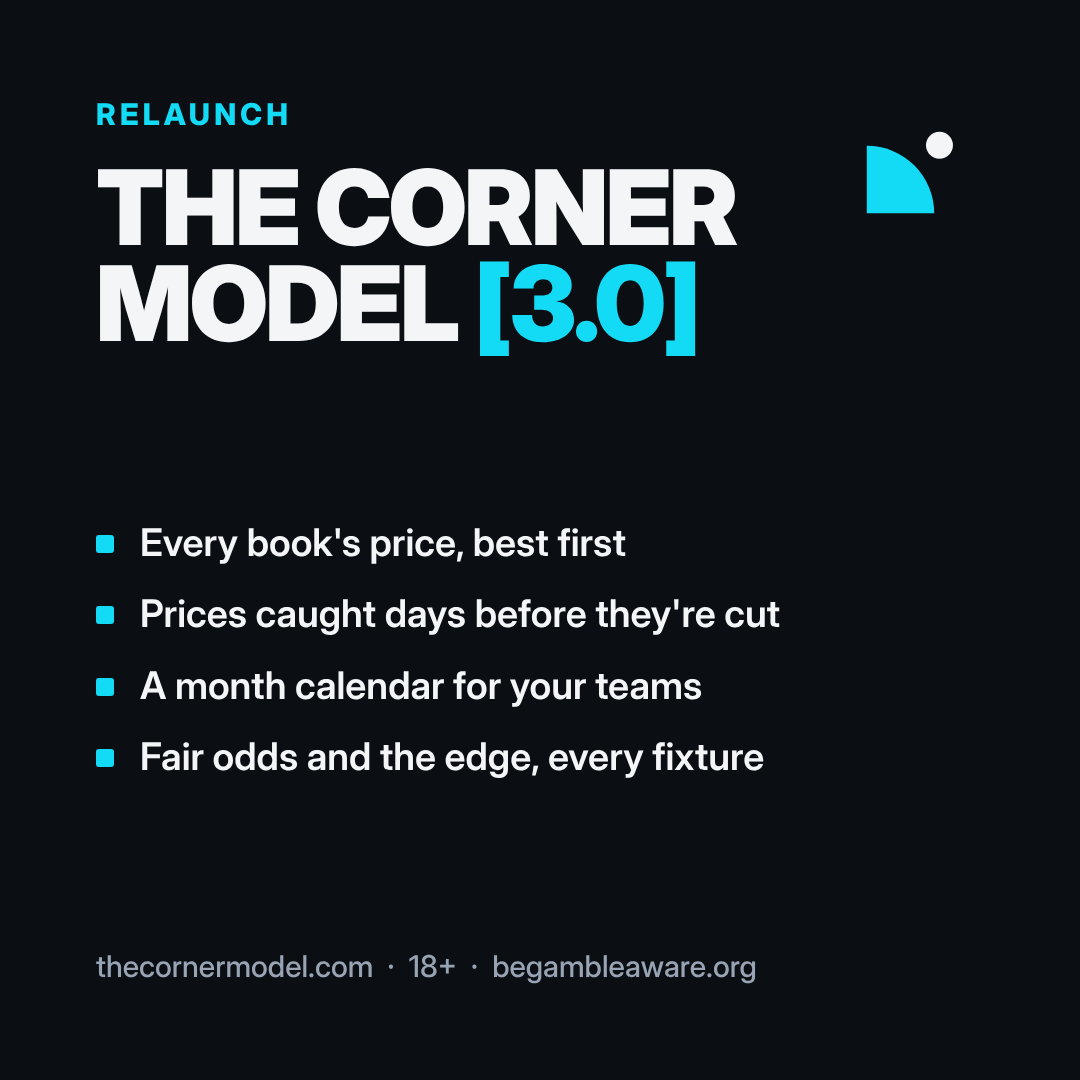 RELAUNCH
THE CORNER
MODEL [3.0]
Every book's price, best first
Prices caught days before they're cut
A month calendar for your teams
Fair odds and the edge, every fixture
thecornermodel.com · 18+ · begambleaware.org